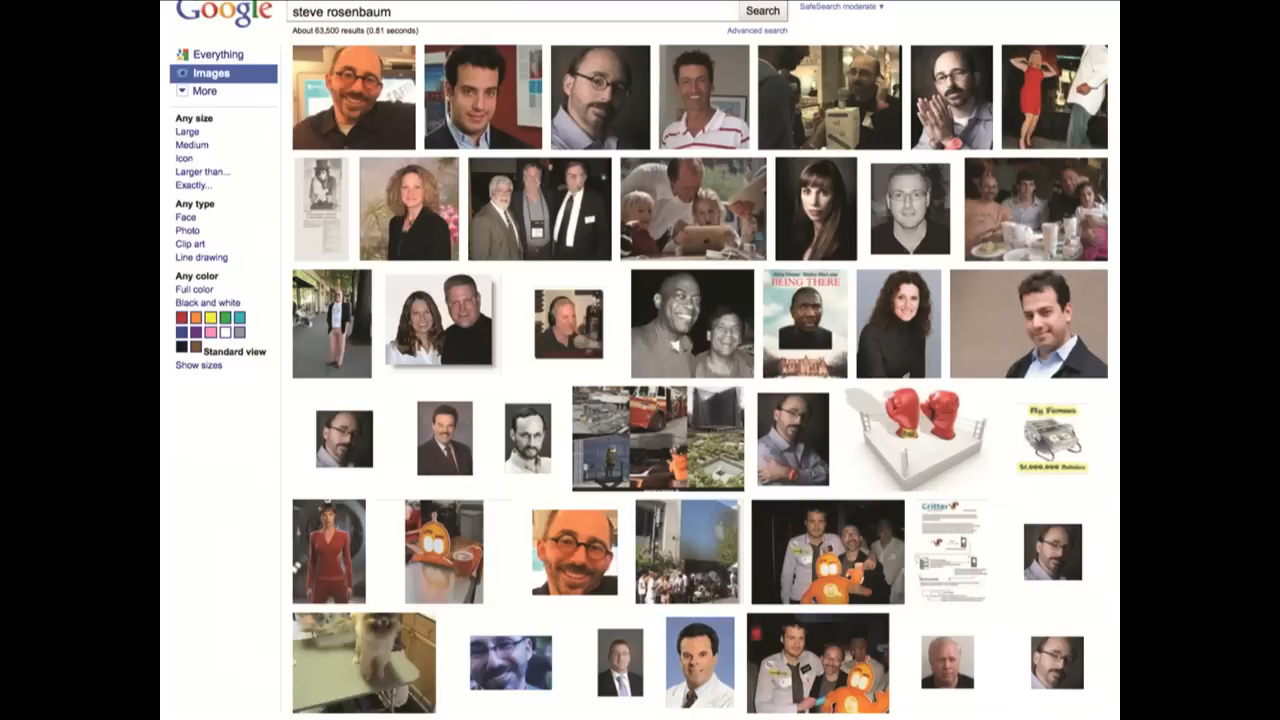 Google
steve rosenbaum
Search
SafeSearch moderate ▼
About 63,500 results (0.81 seconds)
Advanced search
Everything
Images
More
Any size
Large
Medium
Icon
Larger than...
Exactly...
Any type
Face
Photo
Clip art
Line drawing
Any color
Full color
Black and white
Standard view
Show sizes
BEING THERE
My Famous
Critter